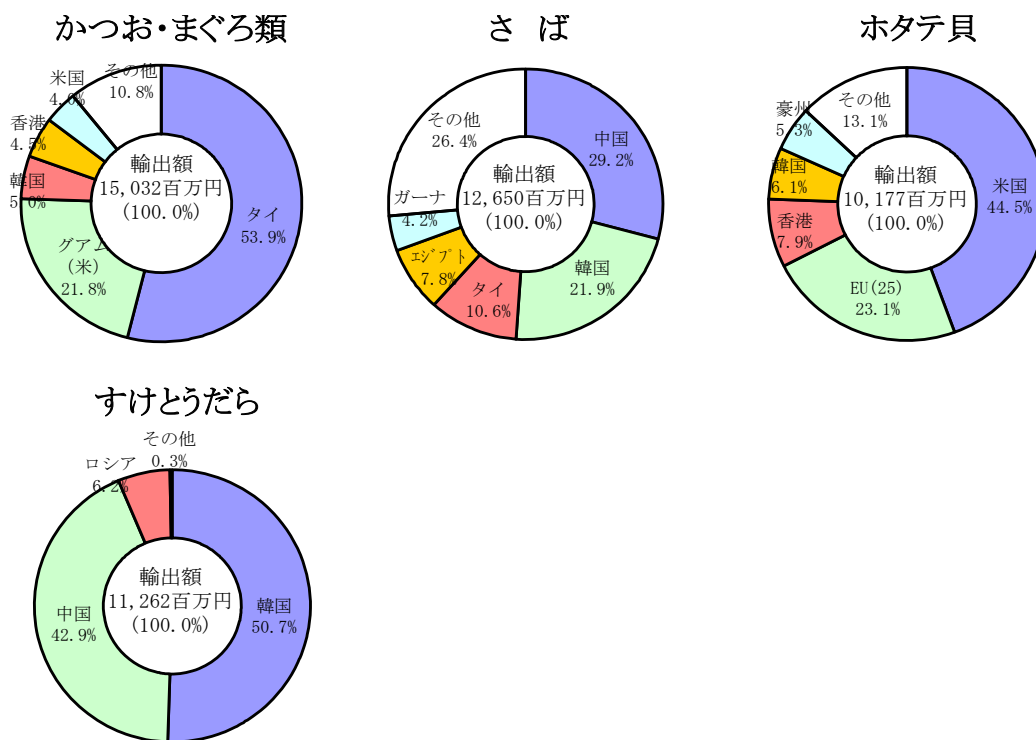 かつお・まぐろ類
輸出額
15,032百万円
(100.0%)
タイ
53.9%
グアム
(米)
21.8%
韓国
5.0%
香港
4.5%
米国
4.0%
その他
10.8%
さ ば
輸出額
12,650百万円
(100.0%)
中国
29.2%
韓国
21.9%
タイ
10.6%
エジプト
7.8%
ガーナ
4.2%
その他
26.4%
ホタテ貝
輸出額
10,177百万円
(100.0%)
米国
44.5%
EU(25)
23.1%
香港
7.9%
韓国
6.1%
豪州
5.3%
その他
13.1%
すけとうだら
輸出額
11,262百万円
(100.0%)
韓国
50.7%
中国
42.9%
ロシア
6.2%
その他
0.3%